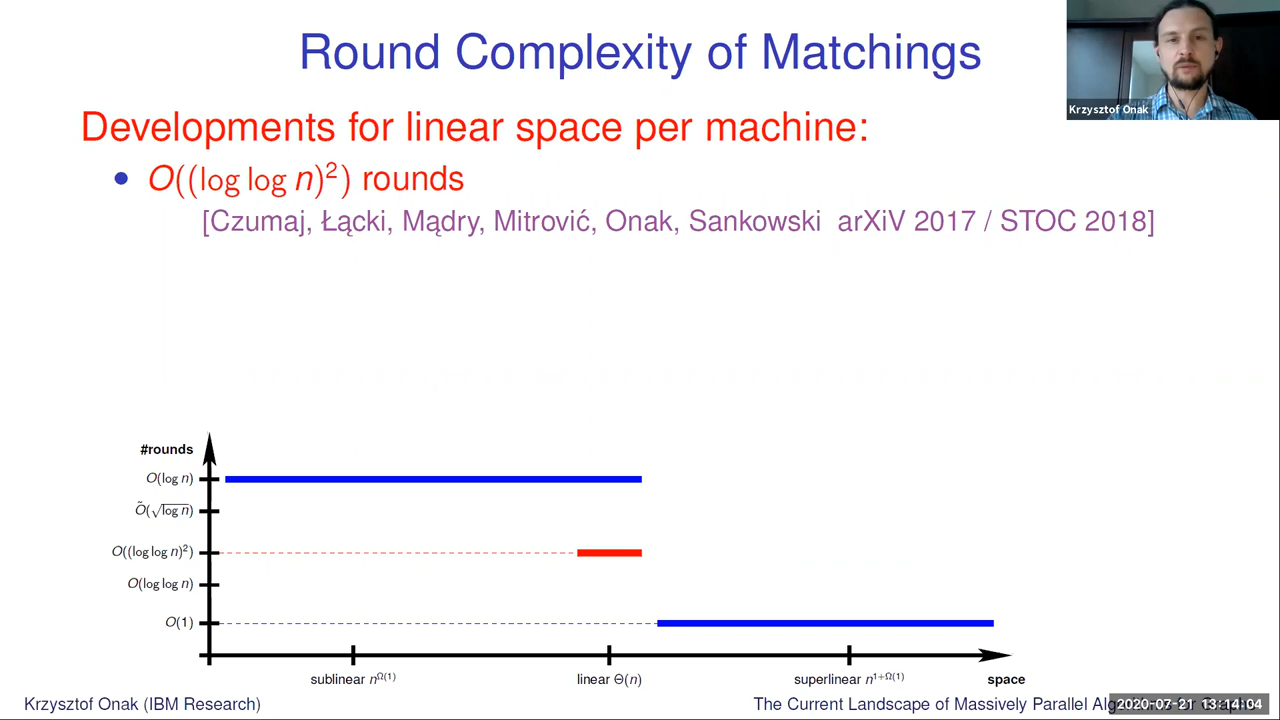 Round Complexity of Matchings
Krzysztof Onak
Developments for linear space per machine:
• O((log log n)²) rounds
[Czumaj, Łącki, Mądry, Mitrović, Onak, Sankowski arXiV 2017 / STOC 2018]
#rounds
O(log n)
Õ(√log n)
O((log log n)²)
O(log log n)
O(1)
sublinear n^Ω(1)
linear Θ(n)
superlinear n^1+Ω(1)
space
Krzysztof Onak (IBM Research)
The Current Landscape of Massively Parallel
2020-07-21 13:14:04